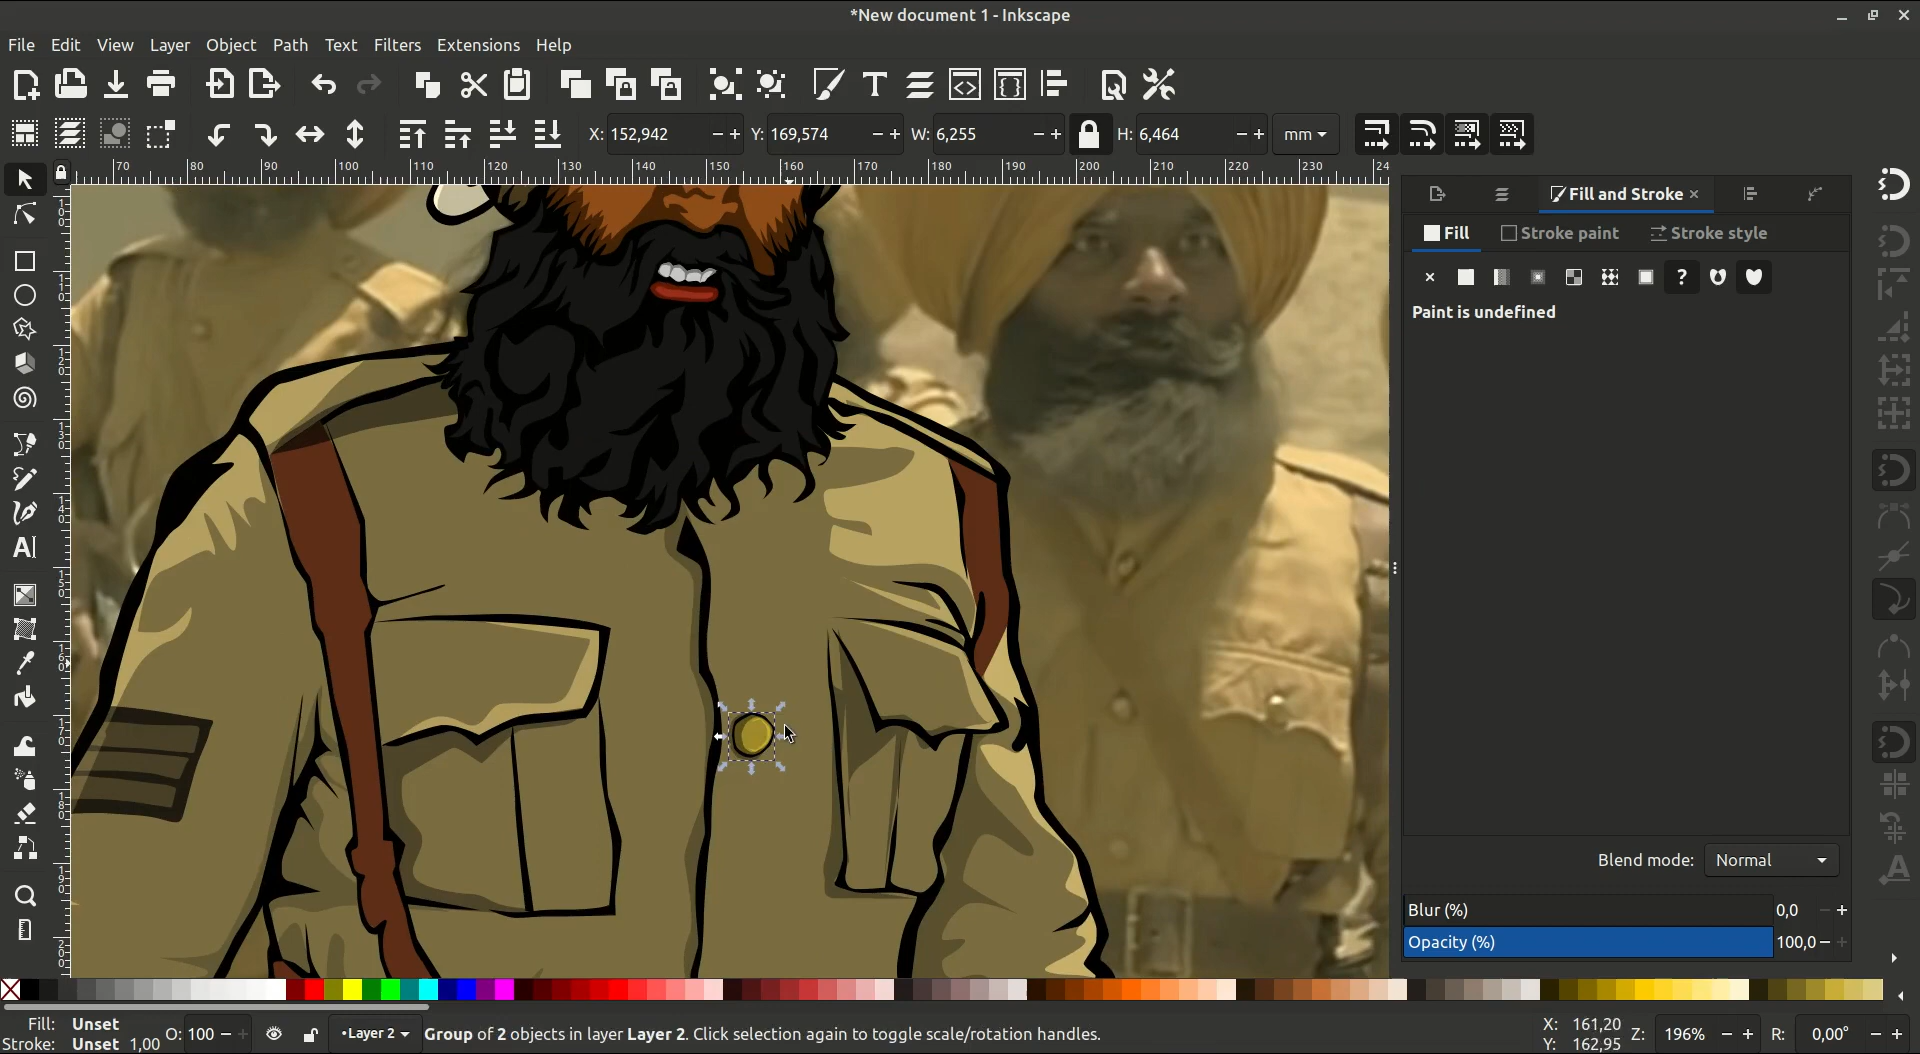 *New document 1 - Inkscape
File Edit View Layer Object Path Text Filters Extensions Help
X: 152,942 - + Y: 169,574 - + W: 6,255 - + H: 6,464 - + mm
70 80 90 100 110 120 130 140 150 160 170 180 190 200 210 220 230 24
Fill and Stroke ×
Fill Stroke paint Stroke style
Paint is undefined
Blend mode: Normal
Blur (%) 0,0 - +
Opacity (%) 100,0 - +
Fill: Unset
Stroke: Unset 1,00
O: 100 - +
•Layer 2
Group of 2 objects in layer Layer 2. Click selection again to toggle scale/rotation handles.
X: 161,20
Y: 162,95
Z: 196% - +
R: 0,00° - +